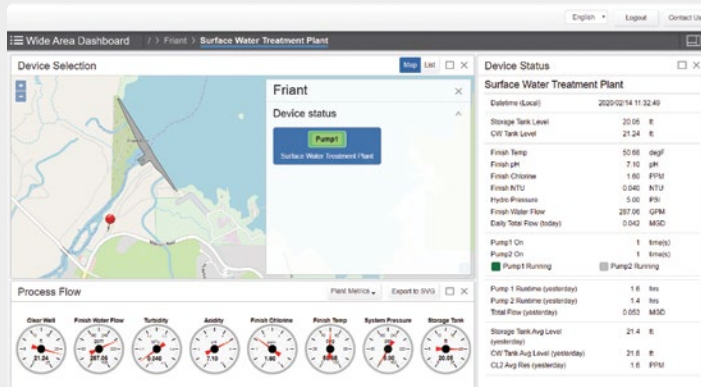 English
Logout
Contact Us
Wide Area Dashboard / > Friant > Surface Water Treatment Plant
Device Selection
Map List
Friant
Device status
Pump1
Surface Water Treatment Plant
Process Flow
Plant Metrics
Export to SVG
Clear Well
Finish Water Flow
Turbidity
Acidity
Finish Chlorine
Finish Temp
System Pressure
Storage Tank
21.24
287.06
0.040
7.10
1.60
5.00
20.05
Device Status
Surface Water Treatment Plant
Datetime (Local) 2020/02/14 11:32:49
Storage Tank Level 20.05 ft
CW Tank Level 21.24 ft
Finish Temp 50.66 degF
Finish pH 7.10 pH
Finish Chlorine 1.60 PPM
Finish NTU 0.040 NTU
Hydro Pressure 5.00 PSI
Finish Water Flow 287.06 GPM
Daily Total Flow (today) 0.042 MGD
Pump1 On 1 time(s)
Pump2 On 1 time(s)
Pump1 Running Pump2 Running
Pump 1 Runtime (yesterday) 1.6 hrs
Pump 2 Runtime (yesterday) 1.4 hrs
Total Flow (yesterday) 0.053 MGD
Storage Tank Avg Level 21.4 ft
(yesterday)
CW Tank Avg Level (yesterday) 21.6 ft
CL2 Avg Res (yesterday) 1.6 PPM